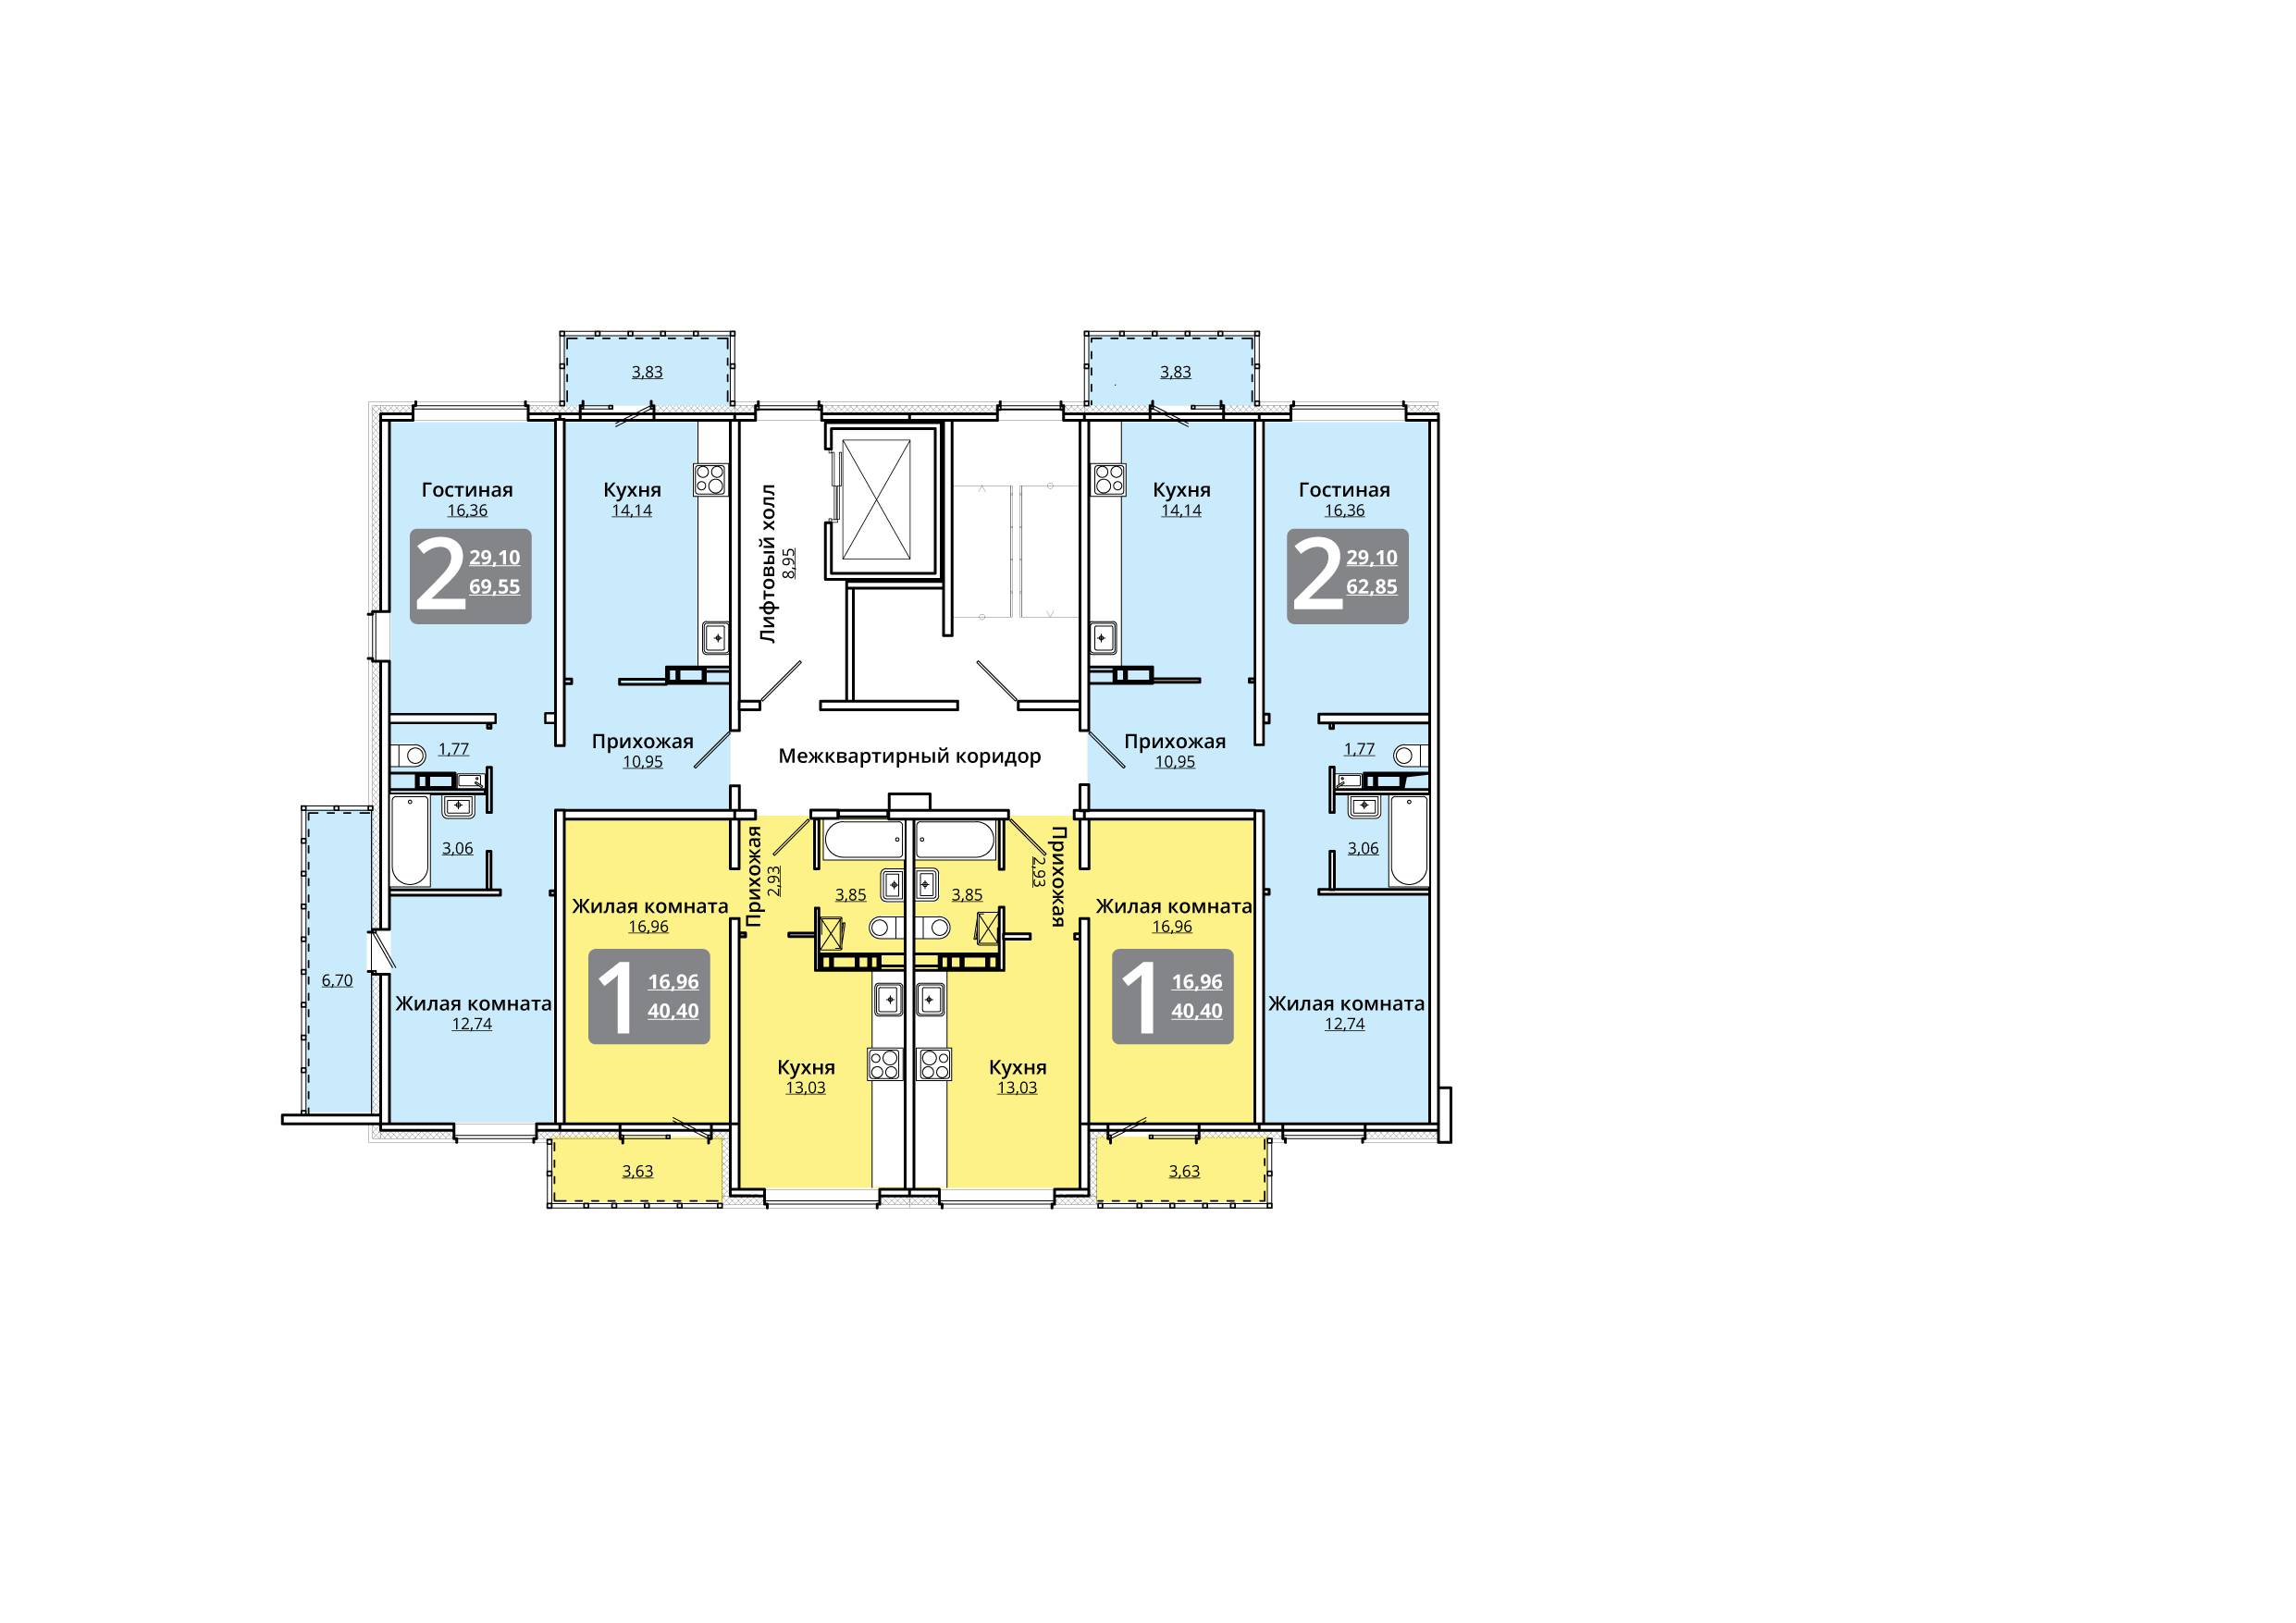 3,83
3,83
Гостиная
16,36
2
29,10
69,55
Кухня
14,14
Лифтовый холл
8,95
Кухня
14,14
Гостиная
16,36
2
29,10
62,85
1,77
Прихожая
10,95
Межквартирный коридор
Прихожая
10,95
1,77
3,06
Прихожая
2,93
3,85
3,85
Прихожая
2,93
3,06
Жилая комната
16,96
1
16,96
40,40
Жилая комната
16,96
1
16,96
40,40
6,70
Жилая комната
12,74
Жилая комната
12,74
Кухня
13,03
Кухня
13,03
3,63
3,63